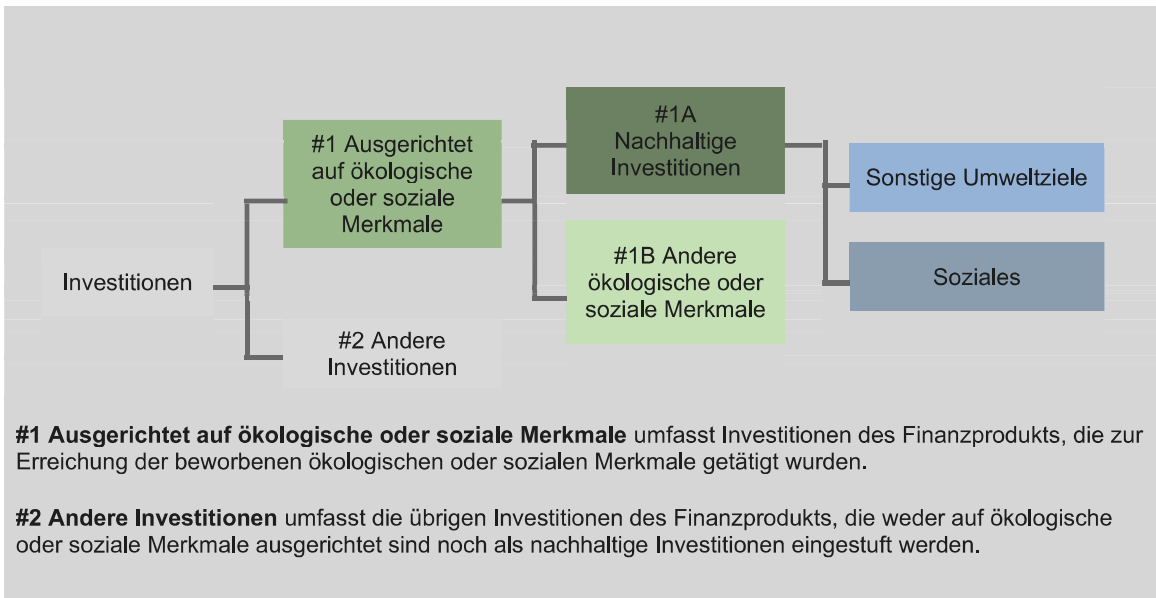 #1A
Nachhaltige
Investitionen
#1 Ausgerichtet
auf ökologische
oder soziale
Merkmale
Sonstige Umweltziele
#1B Andere
ökologische oder
soziale Merkmale
Soziales
Investitionen
#2 Andere
Investitionen
#1 Ausgerichtet auf ökologische oder soziale Merkmale umfasst Investitionen des Finanzprodukts, die zur
Erreichung der beworbenen ökologischen oder sozialen Merkmale getätigt wurden.
#2 Andere Investitionen umfasst die übrigen Investitionen des Finanzprodukts, die weder auf ökologische
oder soziale Merkmale ausgerichtet sind noch als nachhaltige Investitionen eingestuft werden.